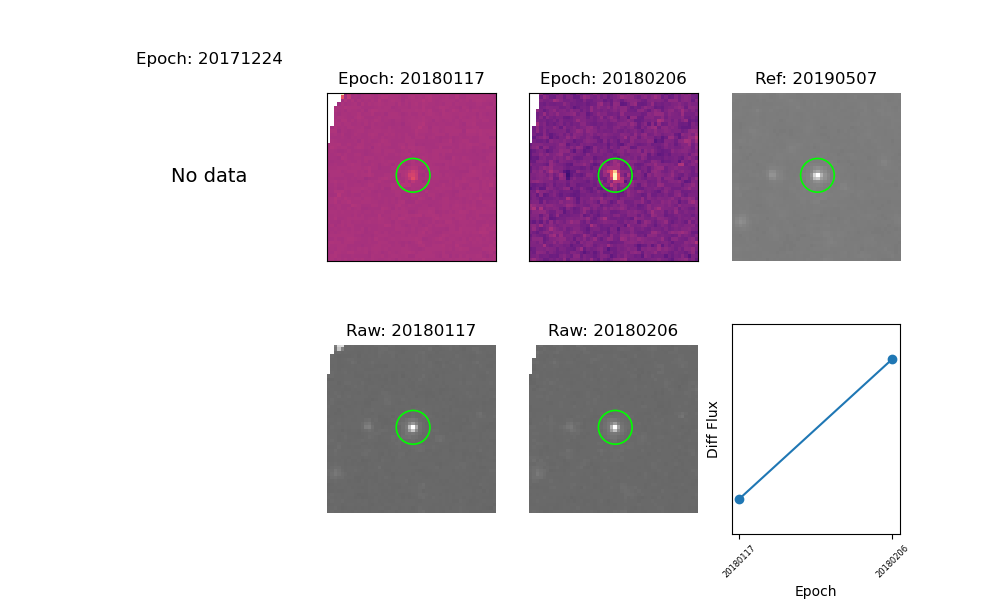 Epoch: 20171224
No data
Epoch: 20180117
Epoch: 20180206
Ref: 20190507
Raw: 20180117
Raw: 20180206
Diff Flux
20180117
20180206
Epoch